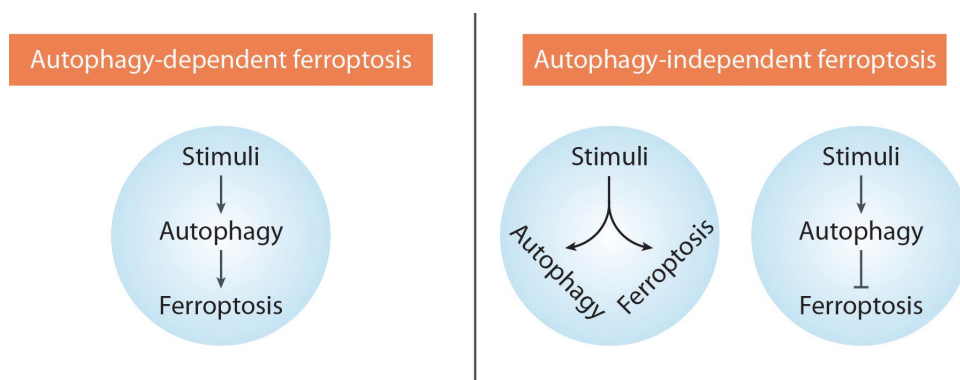 Autophagy-dependent ferroptosis
Stimuli
Autophagy
Ferroptosis
Autophagy-independent ferroptosis
Stimuli
Autophagy
Ferroptosis
Stimuli
Autophagy
Ferroptosis